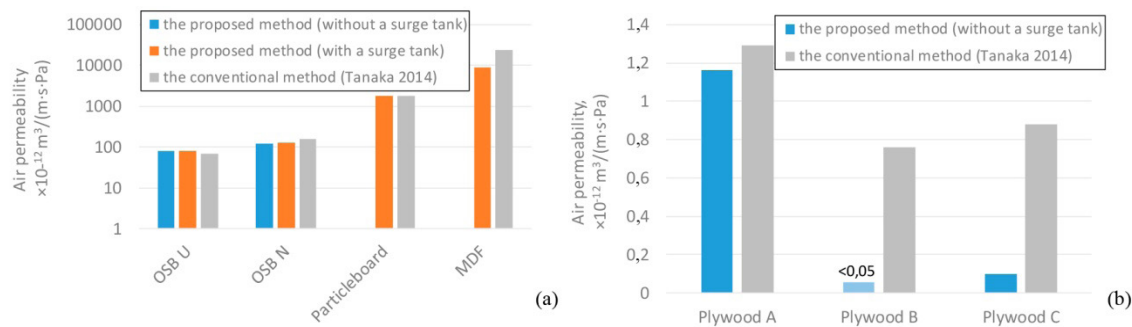 the proposed method (without a surge tank)
the proposed method (with a surge tank)
the conventional method (Tanaka 2014)
Air permeability
×10⁻¹² m³/(m·s·Pa)
100000
10000
1000
100
10
1
OSB U
OSB N
Particleboard
MDF
(a)
the proposed method (without a surge tank)
the conventional method (Tanaka 2014)
Air permeability,
×10⁻¹² m³/(m·s·Pa)
1,4
1,2
1
0,8
0,6
0,4
0,2
0
<0,05
Plywood A
Plywood B
Plywood C
(b)